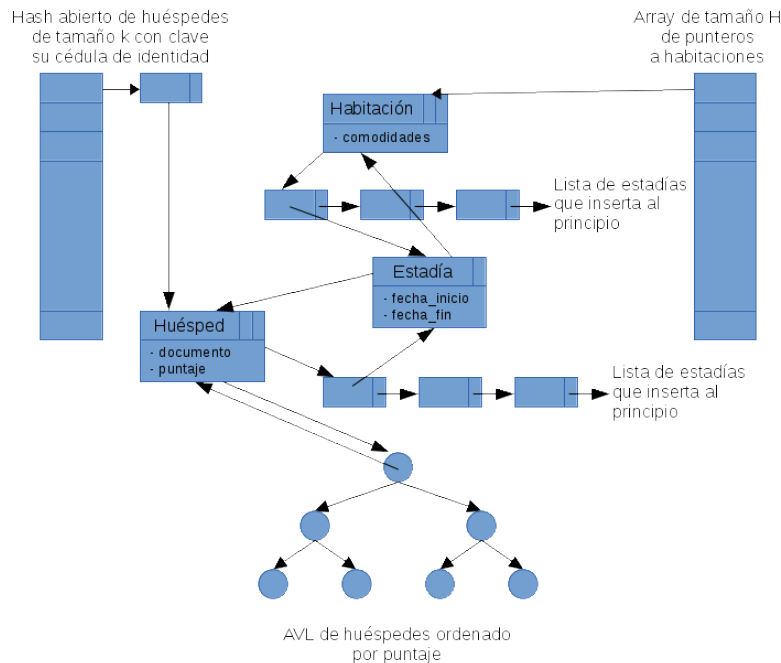 Hash abierto de huéspedes
de tamaño k con clave
su cédula de identidad
Array de tamaño H
de punteros
a habitaciones
Habitación
- comodidades
Lista de estadías
que inserta al
principio
Estadía
- fecha_inicio
- fecha_fin
Huésped
- documento
- puntaje
Lista de estadías
que inserta al
principio
AVL de huéspedes ordenado
por puntaje